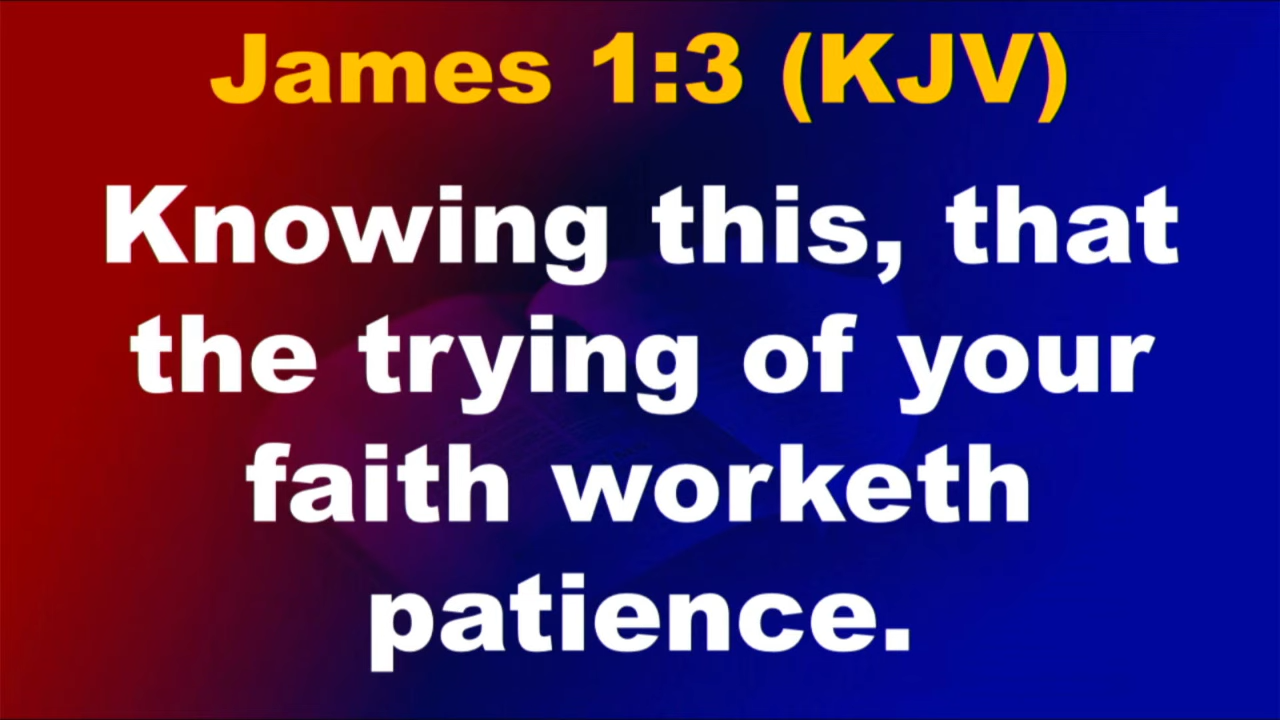 James 1:3 (KJV)
Knowing this, that
the trying of your
faith worketh
patience.